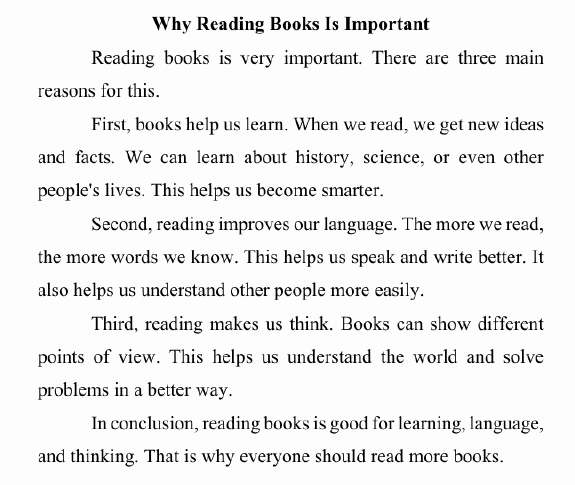 Why Reading Books Is Important
Reading books is very important. There are three main
reasons for this.
First, books help us learn. When we read, we get new ideas
and facts. We can learn about history, science, or even other
people's lives. This helps us become smarter.
Second, reading improves our language. The more we read,
the more words we know. This helps us speak and write better. It
also helps us understand other people more easily.
Third, reading makes us think. Books can show different
points of view. This helps us understand the world and solve
problems in a better way.
In conclusion, reading books is good for learning, language,
and thinking. That is why everyone should read more books.